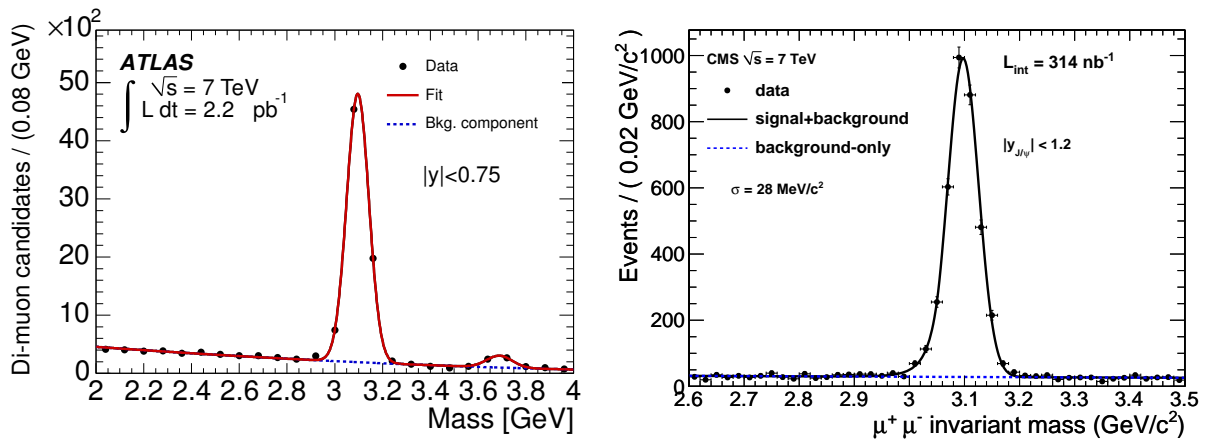 ×10²
Di-muon candidates / (0.08 GeV)
50
40
30
20
10
0
ATLAS
√s = 7 TeV
∫ L dt = 2.2 pb⁻¹
Data
Fit
Bkg. component
|y|<0.75
2 2.2 2.4 2.6 2.8 3 3.2 3.4 3.6 3.8 4
Mass [GeV]
Events / ( 0.02 GeV/c² )
1000
800
600
400
200
0
CMS √s = 7 TeV
L_int = 314 nb⁻¹
data
signal+background
background-only
|y_J/ψ| < 1.2
σ = 28 MeV/c²
2.6 2.7 2.8 2.9 3.0 3.1 3.2 3.3 3.4 3.5
μ⁺ μ⁻ invariant mass (GeV/c²)